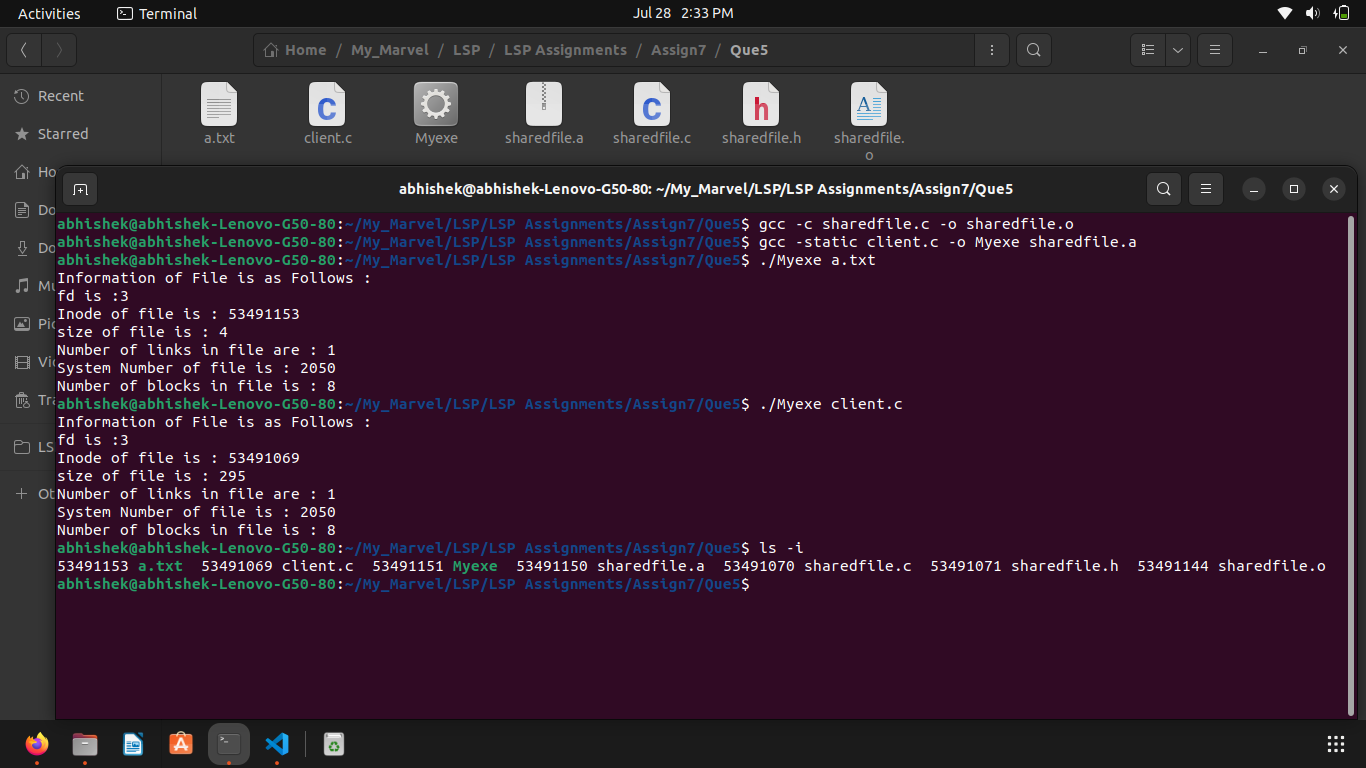 Activities Terminal Jul 28 2:33 PM
Home / My_Marvel / LSP / LSP Assignments / Assign7 / Que5
Recent
Starred
Ho
Do
Do
Mu
Pic
Vi
Tra
LS
Ot
a.txt client.c Myexe sharedfile.a sharedfile.c sharedfile.h sharedfile.
o
abhishek@abhishek-Lenovo-G50-80: ~/My_Marvel/LSP/LSP Assignments/Assign7/Que5
abhishek@abhishek-Lenovo-G50-80:~/My_Marvel/LSP/LSP Assignments/Assign7/Que5$ gcc -c sharedfile.c -o sharedfile.o
abhishek@abhishek-Lenovo-G50-80:~/My_Marvel/LSP/LSP Assignments/Assign7/Que5$ gcc -static client.c -o Myexe sharedfile.a
abhishek@abhishek-Lenovo-G50-80:~/My_Marvel/LSP/LSP Assignments/Assign7/Que5$ ./Myexe a.txt
Information of File is as Follows :
fd is :3
Inode of file is : 53491153
size of file is : 4
Number of links in file are : 1
System Number of file is : 2050
Number of blocks in file is : 8
abhishek@abhishek-Lenovo-G50-80:~/My_Marvel/LSP/LSP Assignments/Assign7/Que5$ ./Myexe client.c
Information of File is as Follows :
fd is :3
Inode of file is : 53491069
size of file is : 295
Number of links in file are : 1
System Number of file is : 2050
Number of blocks in file is : 8
abhishek@abhishek-Lenovo-G50-80:~/My_Marvel/LSP/LSP Assignments/Assign7/Que5$ ls -i
53491153 a.txt 53491069 client.c 53491151 Myexe 53491150 sharedfile.a 53491070 sharedfile.c 53491071 sharedfile.h 53491144 sharedfile.o
abhishek@abhishek-Lenovo-G50-80:~/My_Marvel/LSP/LSP Assignments/Assign7/Que5$